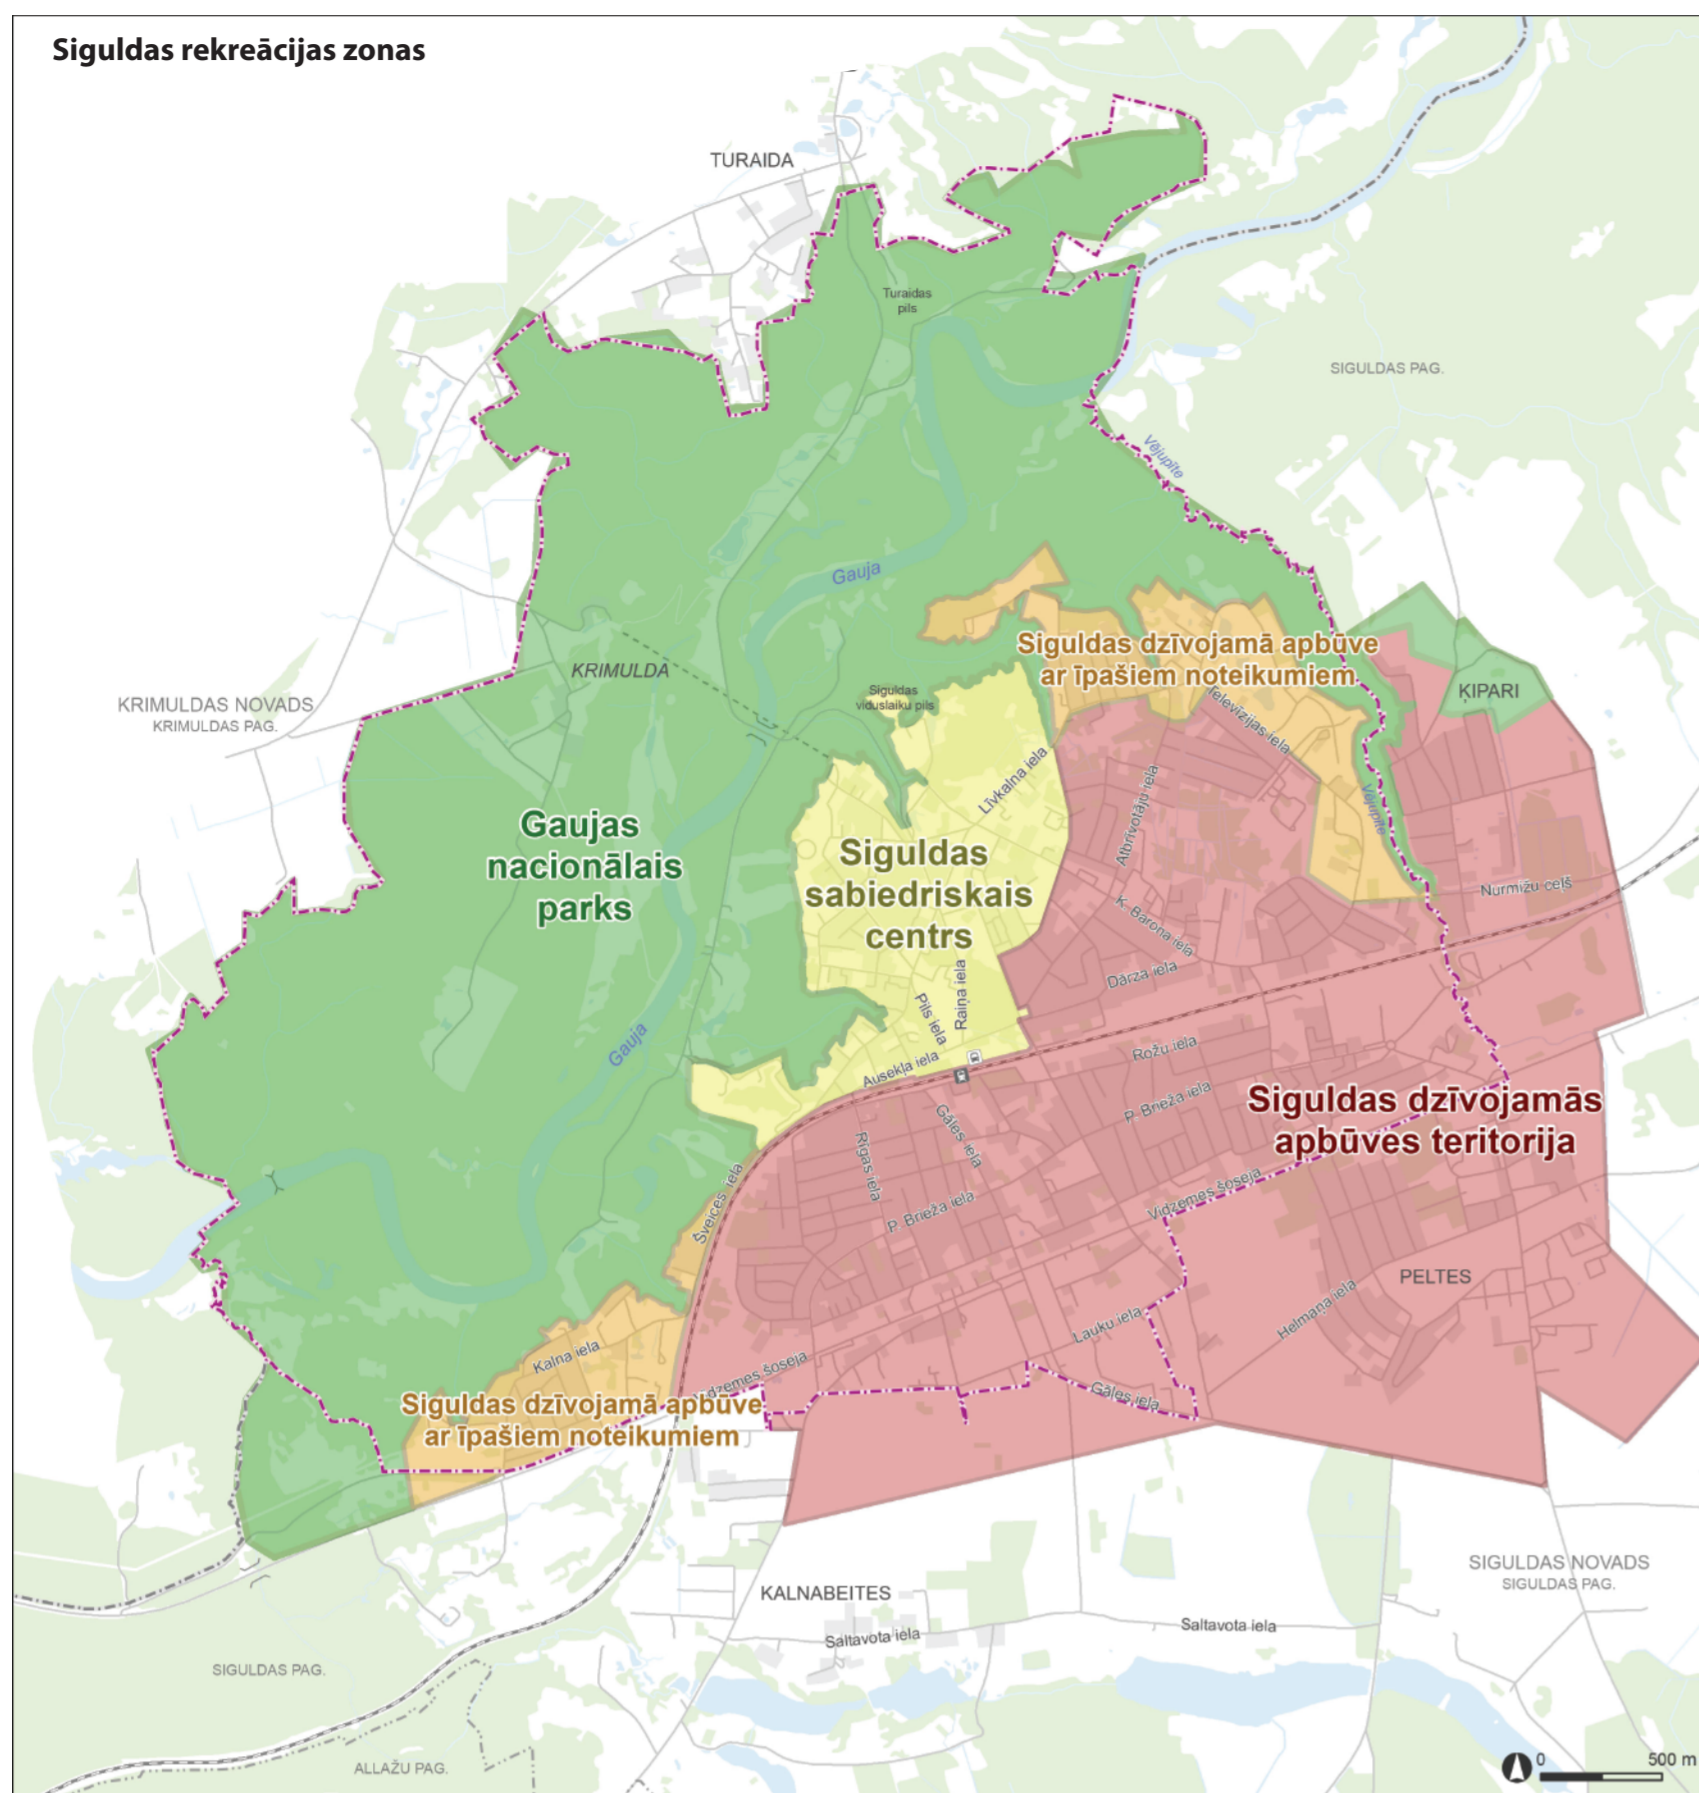 Siguldas rekreācijas zonas
TURAIDA
Turaidas
pils
SIGULDAS PAG.
Vējupīte
Gauja
Siguldas dzīvojamā apbūve
ar īpašiem noteikumiem
KRIMULDA
Siguldas
viduslaiku pils
ĶIPARI
KRIMULDAS NOVADS
KRIMULDAS PAG.
Televīzijas iela
Līvkalna iela
Atbrīvotāju iela
Vējupīte
Gaujas
nacionālais
parks
Siguldas
sabiedriskais
centrs
Nurmižu ceļš
K. Barona iela
Dārza iela
Raiņa iela
Pils iela
Gauja
Ausekļa iela
Rožu iela
P. Brieža iela
Siguldas dzīvojamās
apbūves teritorija
Gāles iela
Rīgas iela
Šveices iela
P. Brieža iela
Vidzemes šoseja
PELTES
Helmaņa iela
Lauku iela
Kalna iela
Vidzemes šoseja
Gāles iela
Siguldas dzīvojamā apbūve
ar īpašiem noteikumiem
SIGULDAS NOVADS
SIGULDAS PAG.
KALNABEITES
Saltavota iela
Saltavota iela
SIGULDAS PAG.
ALLAŽU PAG.
0 500 m